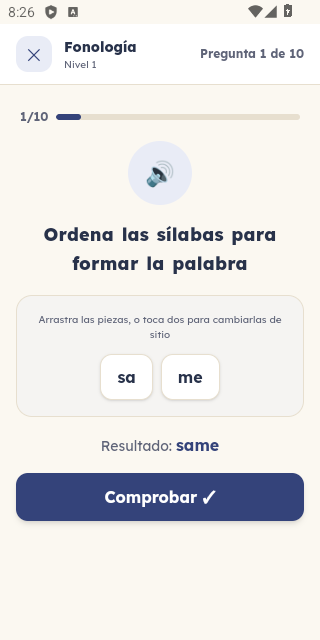 8:26
Fonología
Nivel 1
Pregunta 1 de 10
1/10
Ordena las sílabas para
formar la palabra
Arrastra las piezas, o toca dos para cambiarlas de
sitio
sa me
Resultado: same
Comprobar ✓